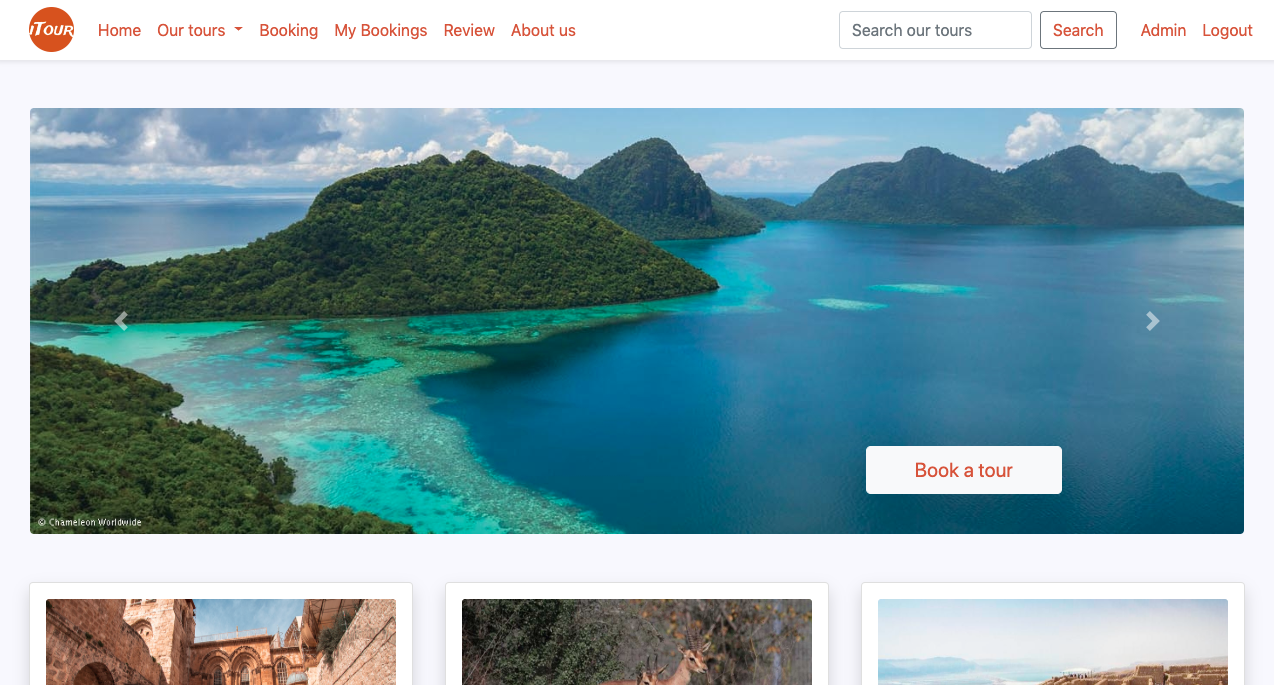 iTOUR
Home Our tours Booking My Bookings Review About us Search our tours Search Admin Logout
Book a tour
© Chameleon Worldwide